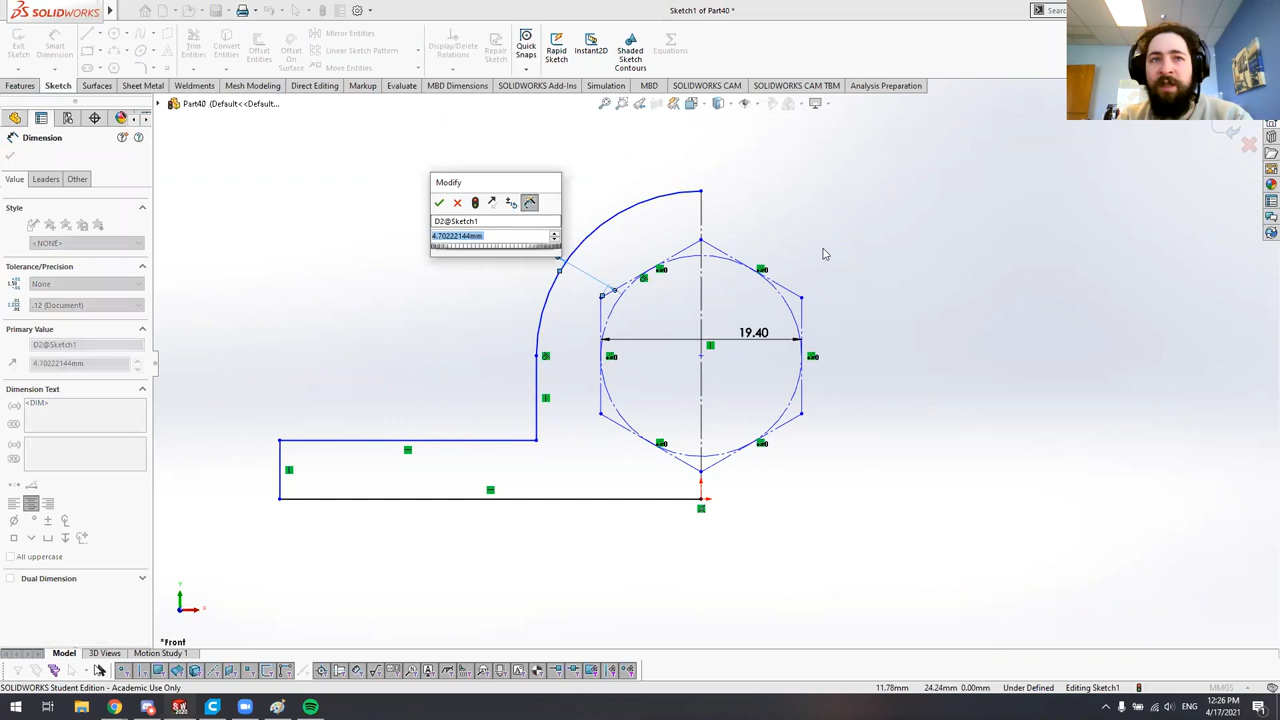 SOLIDWORKS
Sketch1 of Part40 *
Sear
Exit Sketch
Smart Dimension
Trim Entities
Convert Entities
Offset Entities
Offset On Surface
Mirror Entities
Linear Sketch Pattern
Move Entities
Display/Delete Relations
Repair Sketch
Quick Snaps
Rapid Sketch
Instant2D
Shaded Sketch Contours
Equations
Features
Sketch
Surfaces
Sheet Metal
Weldments
Mesh Modeling
Direct Editing
Markup
Evaluate
MBD Dimensions
SOLIDWORKS Add-Ins
Simulation
MBD
SOLIDWORKS CAM
SOLIDWORKS CAM TBM
Analysis Preparation
Part40 (Default<<Default...
Dimension
Value
Leaders
Other
Style
<NONE>
Tolerance/Precision
None
.12 (Document)
Primary Value
D2@Sketch1
4.70222144mm
Dimension Text
<DIM>
All uppercase
Dual Dimension
Modify
D2@Sketch1
4.70222144mm
19.40
Y
X
*Front
Model
3D Views
Motion Study 1
SOLIDWORKS Student Edition - Academic Use Only
11.78mm
24.24mm 0.00mm
Under Defined
Editing Sketch1
MMGS
ENG
12:26 PM
4/17/2021